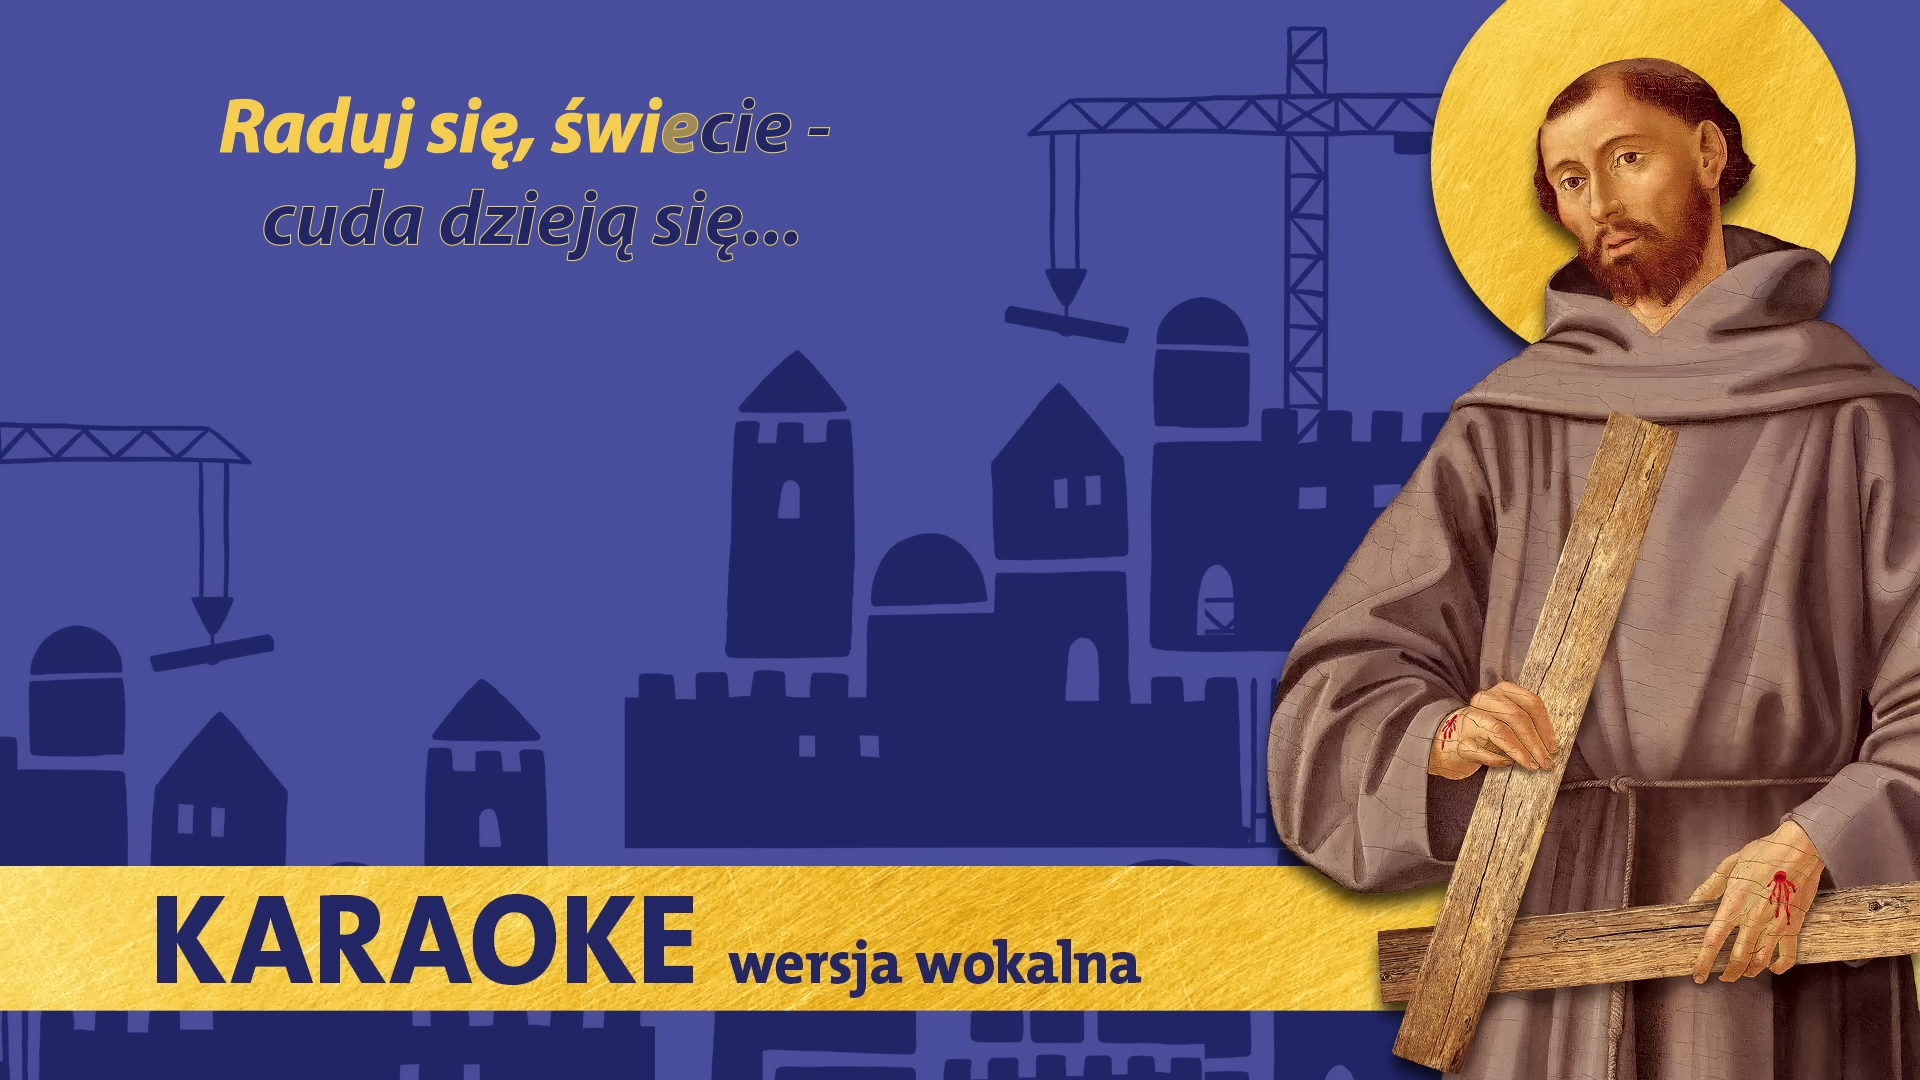 Raduj się, świecie -
cuda dzieją się...
KARAOKE wersja wokalna